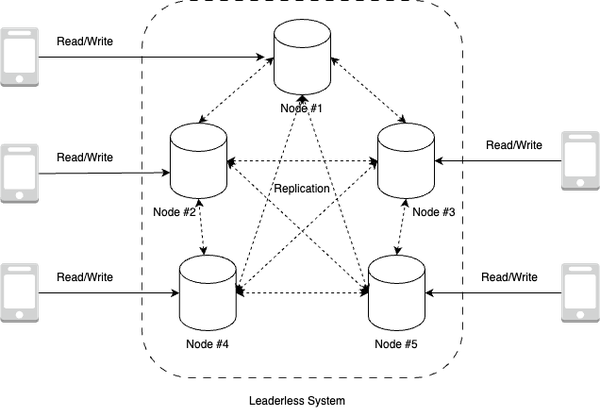 Read/Write
Node #1
Read/Write
Read/Write
Replication
Node #2
Node #3
Read/Write
Read/Write
Node #4
Node #5
Leaderless System